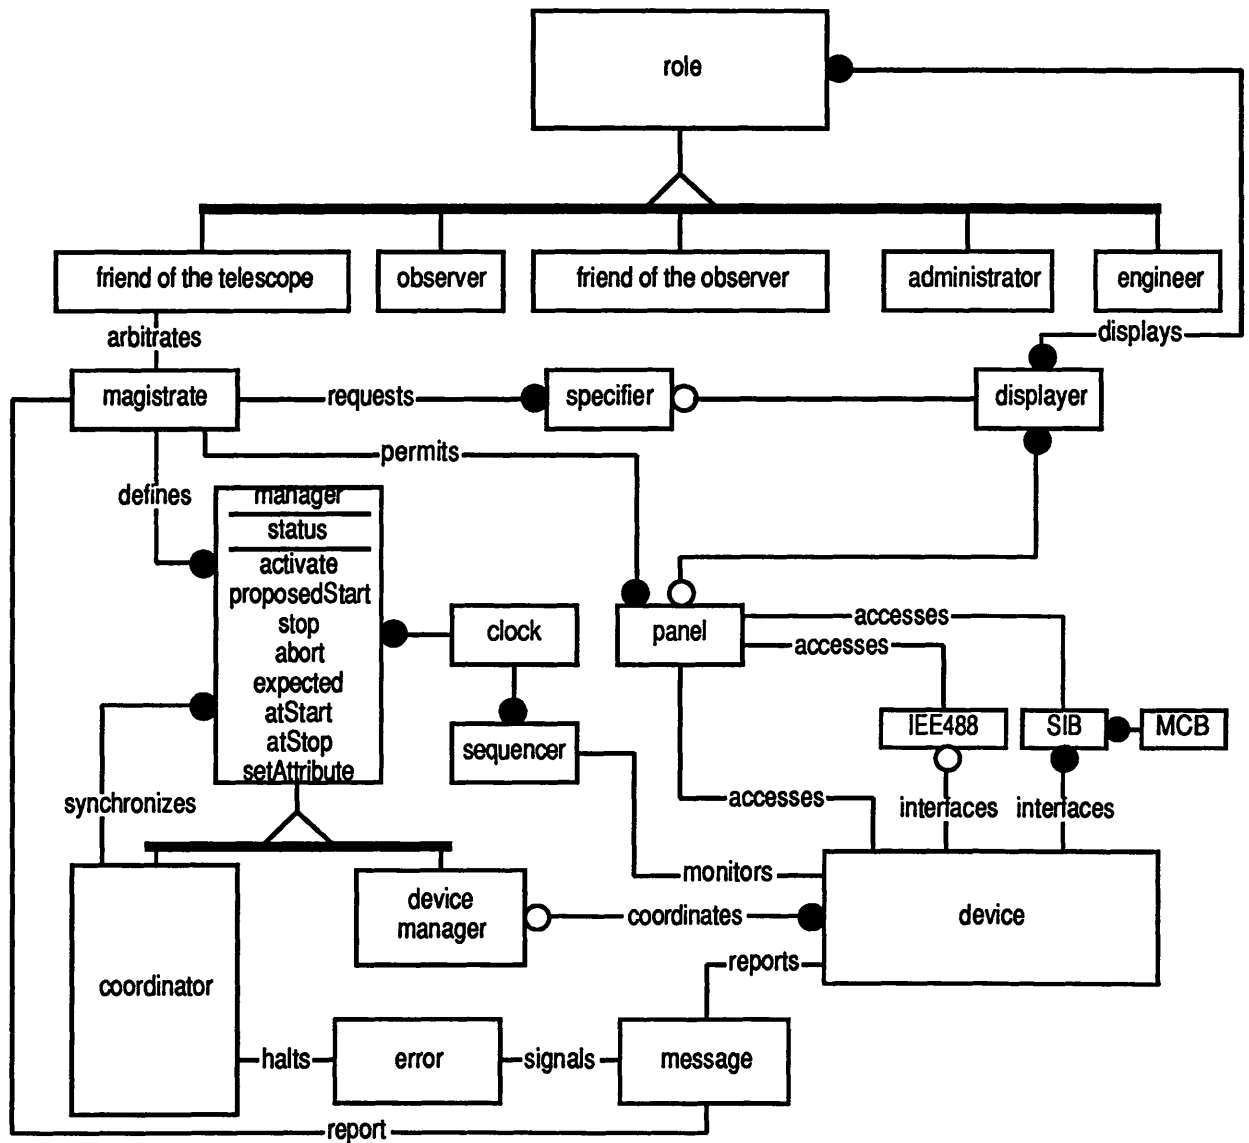 role
friend of the telescope
observer
friend of the observer
administrator
engineer
arbitrates
displays
magistrate
requests
specifier
displayer
permits
defines
manager
status
activate
proposedStart
stop
abort
expected
atStart
atStop
setAttribute
clock
panel
accesses
accesses
sequencer
IEE488
SIB
MCB
synchronizes
accesses
interfaces
interfaces
monitors
device
manager
coordinates
device
reports
coordinator
halts
error
signals
message
report